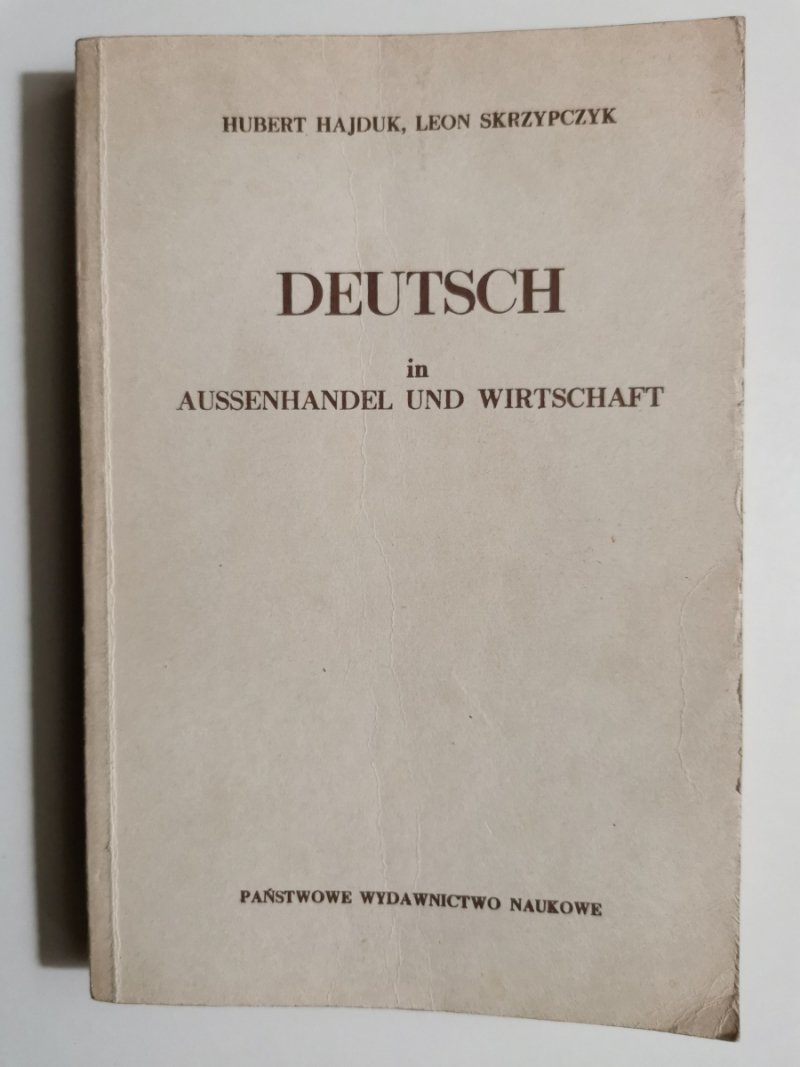 HUBERT HAJDUK, LEON SKRZYPCZYK
DEUTSCH
in
AUSSENHANDEL UND WIRTSCHAFT
PAŃSTWOWE WYDAWNICTWO NAUKOWE